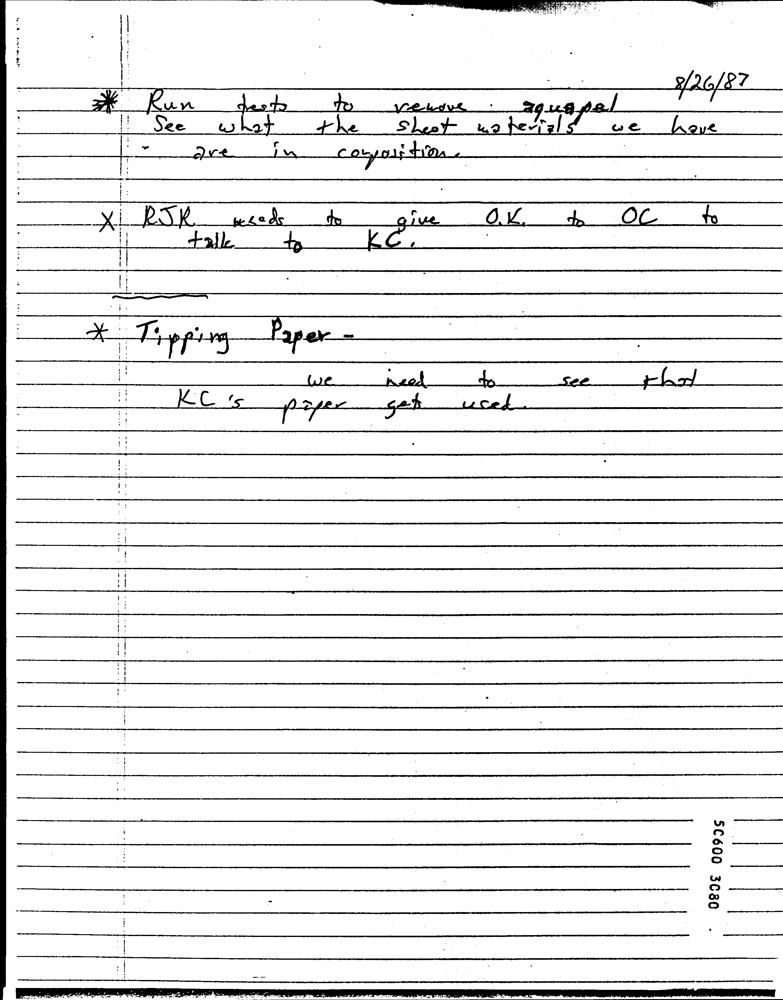 8/26/87
* Run tests to remove aquapel
See what the sheet materials we have
- are in composition.
X RJR needs to give O.K. to OC to
talk to KC.
* Tipping Paper -
we need to see that
KC's paper gets used.
50600 3080